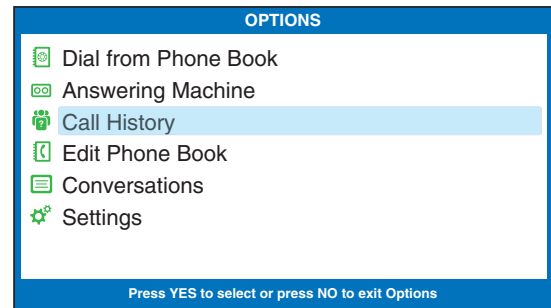 OPTIONS
Dial from Phone Book
Answering Machine
Call History
Edit Phone Book
Conversations
Settings
Press YES to select or press NO to exit Options